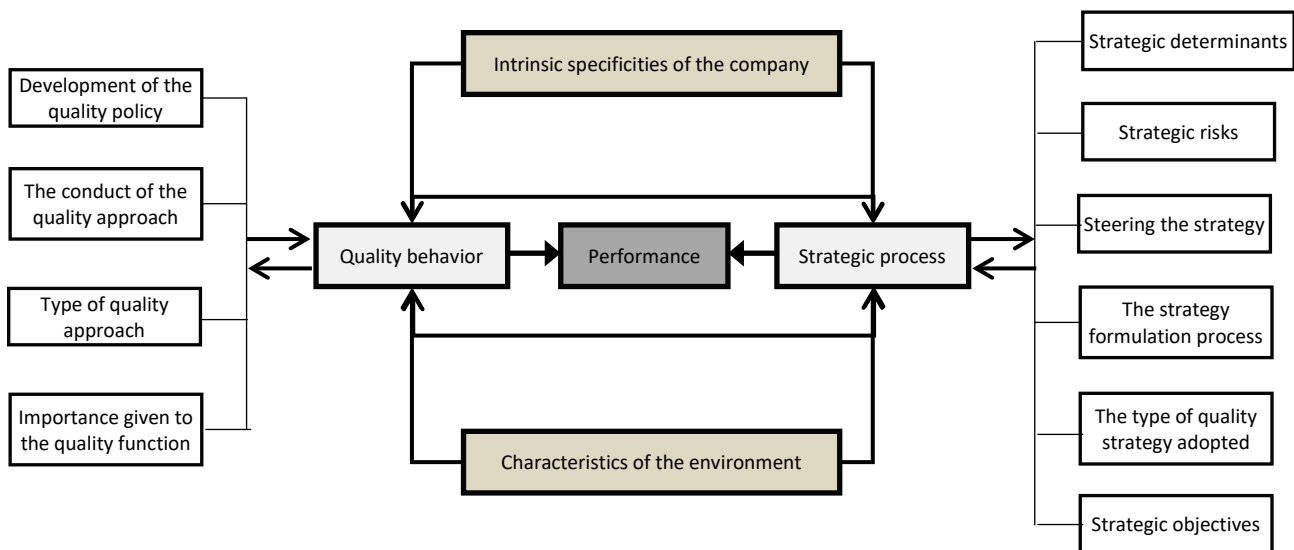 Development of the
quality policy
The conduct of the
quality approach
Type of quality
approach
Importance given to
the quality function
Intrinsic specificities of the company
Quality behavior
Performance
Strategic process
Characteristics of the environment
Strategic determinants
Strategic risks
Steering the strategy
The strategy
formulation process
The type of quality
strategy adopted
Strategic objectives